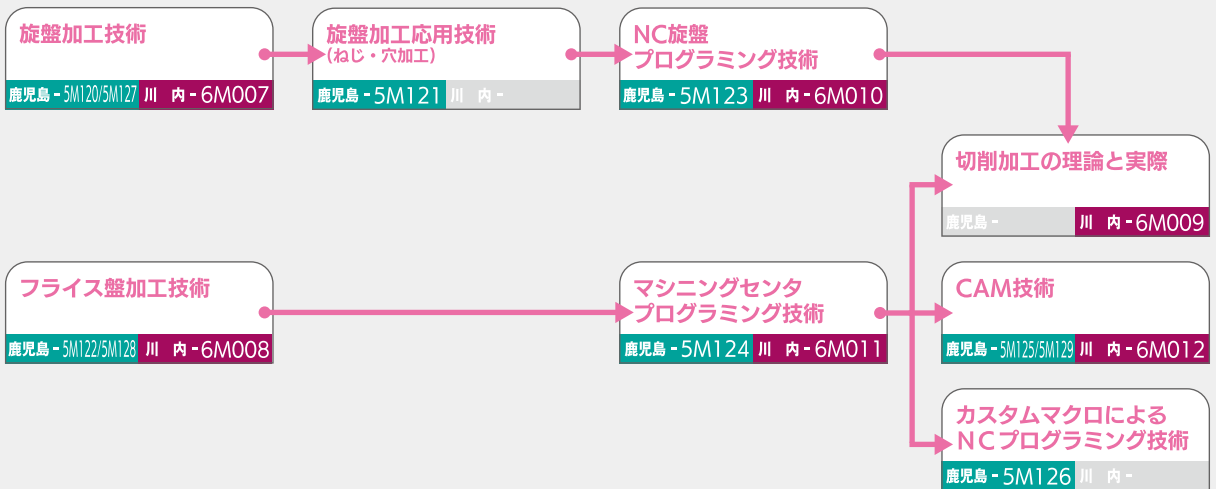 旋盤加工技術
鹿児島 - 5M120/5M127 川 内 - 6M007
旋盤加工応用技術
(ねじ・穴加工)
鹿児島 - 5M121 川 内 -
NC旋盤
プログラミング技術
鹿児島 - 5M123 川 内 - 6M010
切削加工の理論と実際
鹿児島 - 川 内 - 6M009
フライス盤加工技術
鹿児島 - 5M122/5M128 川 内 - 6M008
マシニングセンタ
プログラミング技術
鹿児島 - 5M124 川 内 - 6M011
CAM技術
鹿児島 - 5M125/5M129 川 内 - 6M012
カスタムマクロによる
NCプログラミング技術
鹿児島 - 5M126 川 内 -